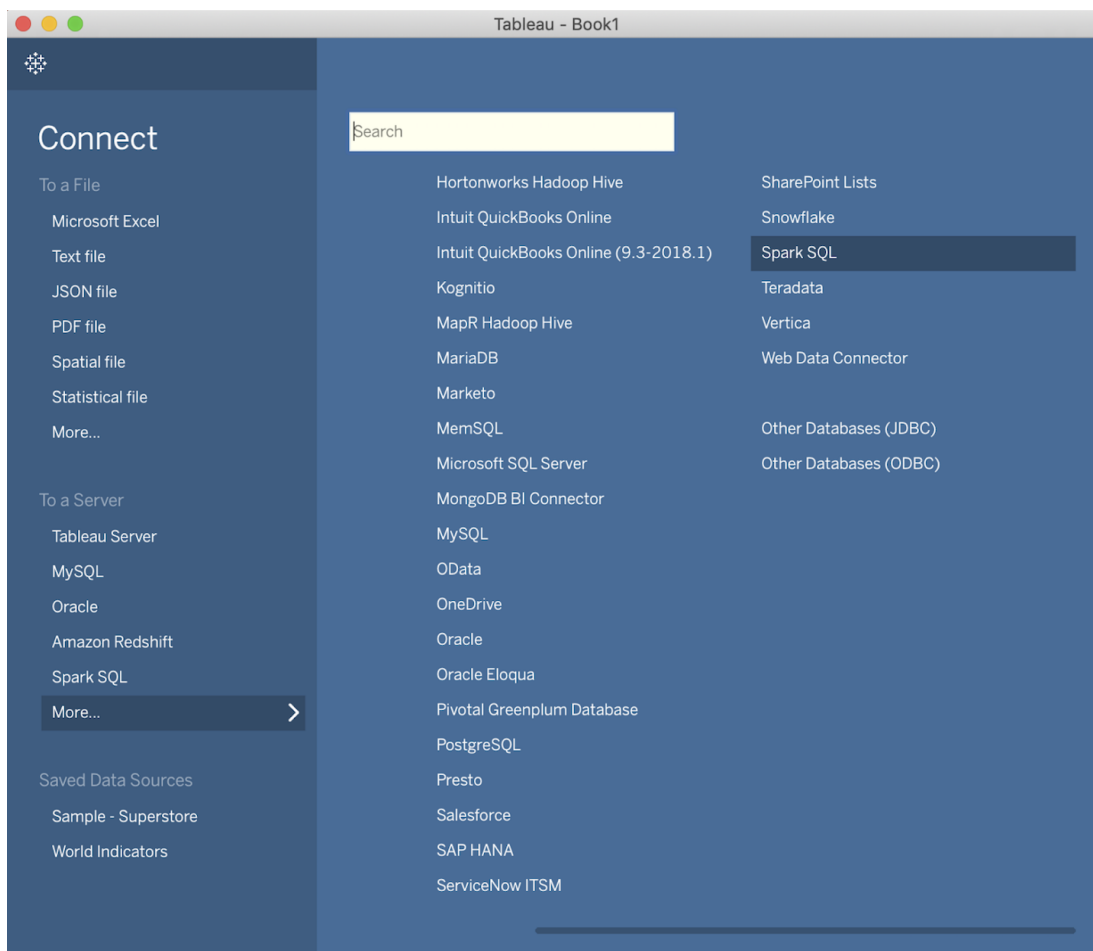 Tableau - Book1
Connect
To a File
Microsoft Excel
Text file
JSON file
PDF file
Spatial file
Statistical file
More...
To a Server
Tableau Server
MySQL
Oracle
Amazon Redshift
Spark SQL
More...
Saved Data Sources
Sample - Superstore
World Indicators
Search
Hortonworks Hadoop Hive
Intuit QuickBooks Online
Intuit QuickBooks Online (9.3-2018.1)
Kognitio
MapR Hadoop Hive
MariaDB
Marketo
MemSQL
Microsoft SQL Server
MongoDB BI Connector
MySQL
OData
OneDrive
Oracle
Oracle Eloqua
Pivotal Greenplum Database
PostgreSQL
Presto
Salesforce
SAP HANA
ServiceNow ITSM
SharePoint Lists
Snowflake
Spark SQL
Teradata
Vertica
Web Data Connector
Other Databases (JDBC)
Other Databases (ODBC)